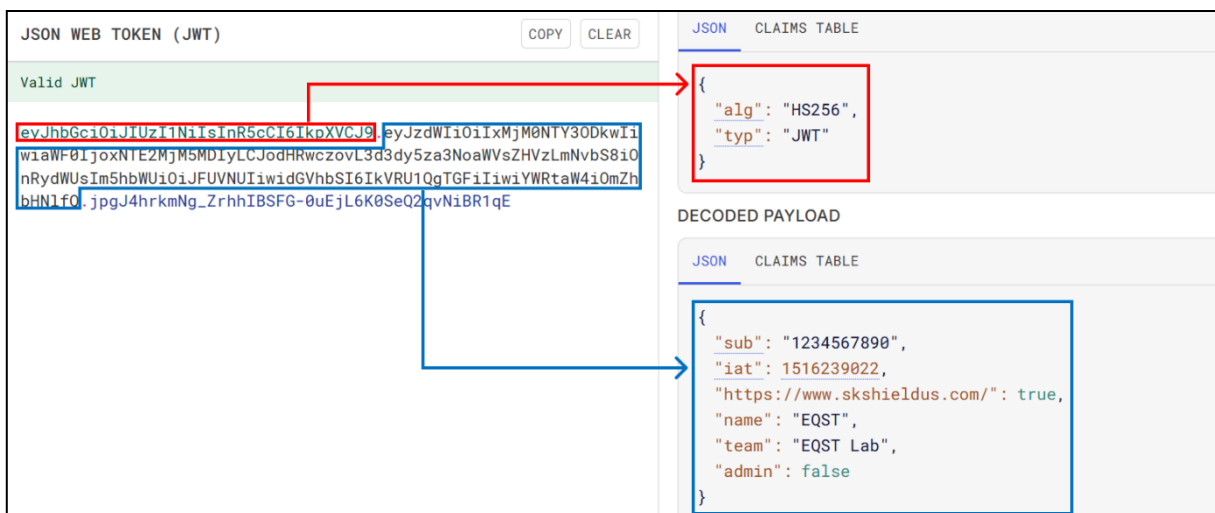 JSON WEB TOKEN (JWT)
COPY
CLEAR
Valid JWT
eyJhbGciOiJIUzI1NiIsInR5cCI6IkpXVCJ9.eyJzdWIiOiIxMjM0NTY3ODkwIi
wiaWF0IjoxNTE2MjM5MDIyLCJodHRwczovL3d3dy5za3NoaWVsZHVzLmNvbS8iO
nRydWUsIm5hbWUiOiJFUVNUIiwidGVhbSI6IkVRU1QgTGFiIiwiYWRtaW4iOmZh
bHNlfQ.jpgJ4hrkmNg_ZrhhIBSFG-0uEjL6K0SeQ2qvNiBR1qE
JSON CLAIMS TABLE
{
"alg": "HS256",
"typ": "JWT"
}
DECODED PAYLOAD
JSON CLAIMS TABLE
{
"sub": "1234567890",
"iat": 1516239022,
"https://www.skshieldus.com/": true,
"name": "EQST",
"team": "EQST Lab",
"admin": false
}